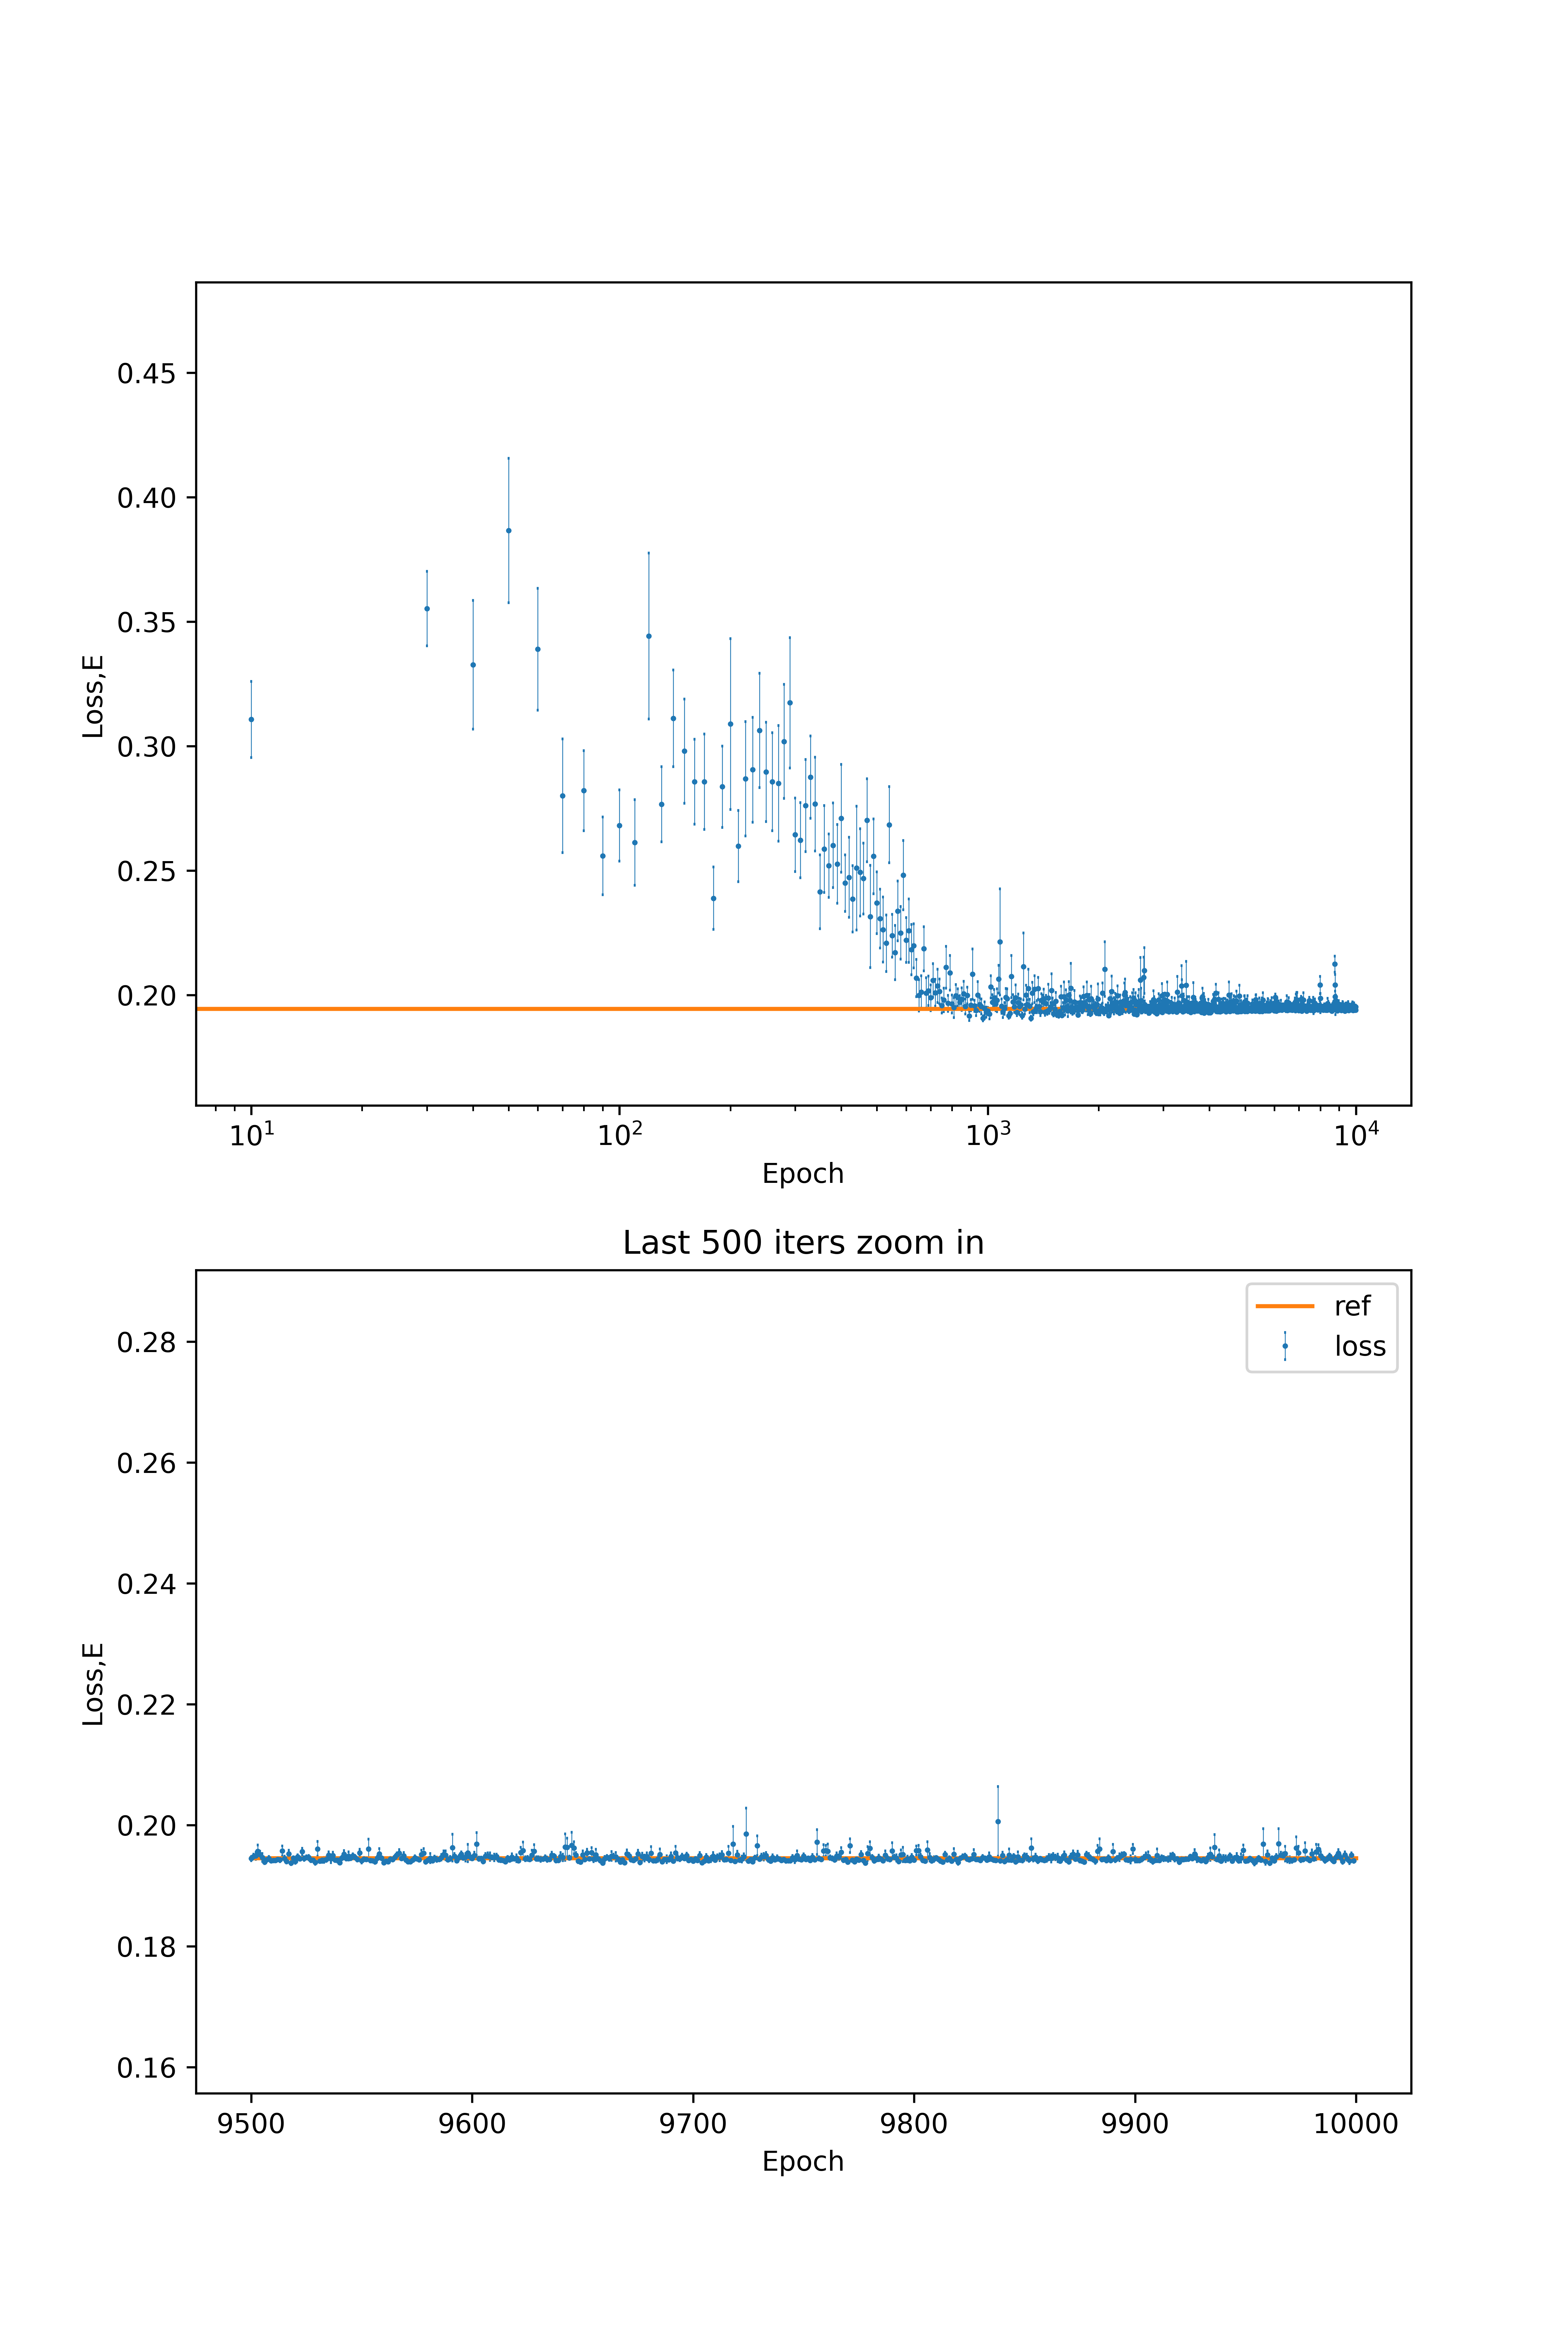 0.45
0.40
0.35
0.30
0.25
0.20
Loss,E
10¹ 10² 10³ 10⁴
Epoch
Last 500 iters zoom in
ref
loss
0.28
0.26
0.24
0.22
0.20
0.18
0.16
Loss,E
9500 9600 9700 9800 9900 10000
Epoch